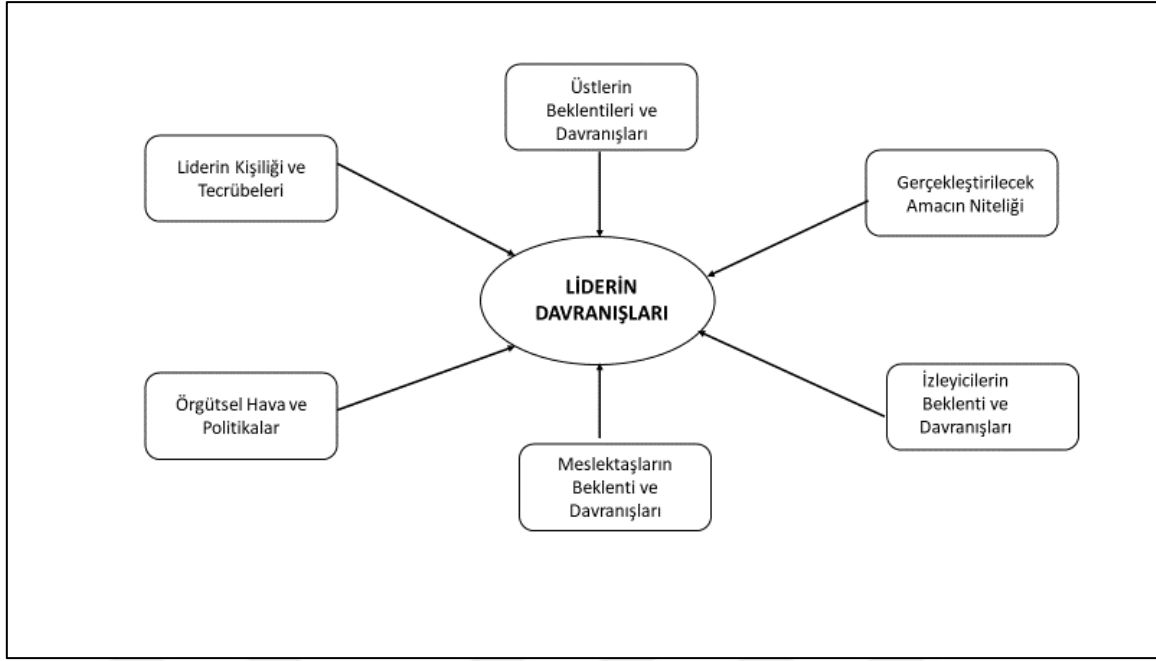 Üstlerin
Beklentileri ve
Davranışları
Liderin Kişiliği ve
Tecrübeleri
Gerçekleştirilecek
Amacın Niteliği
LİDERİN
DAVRANIŞLARI
Örgütsel Hava ve
Politikalar
İzleyicilerin
Beklenti ve
Davranışları
Meslektaşların
Beklenti ve
Davranışları